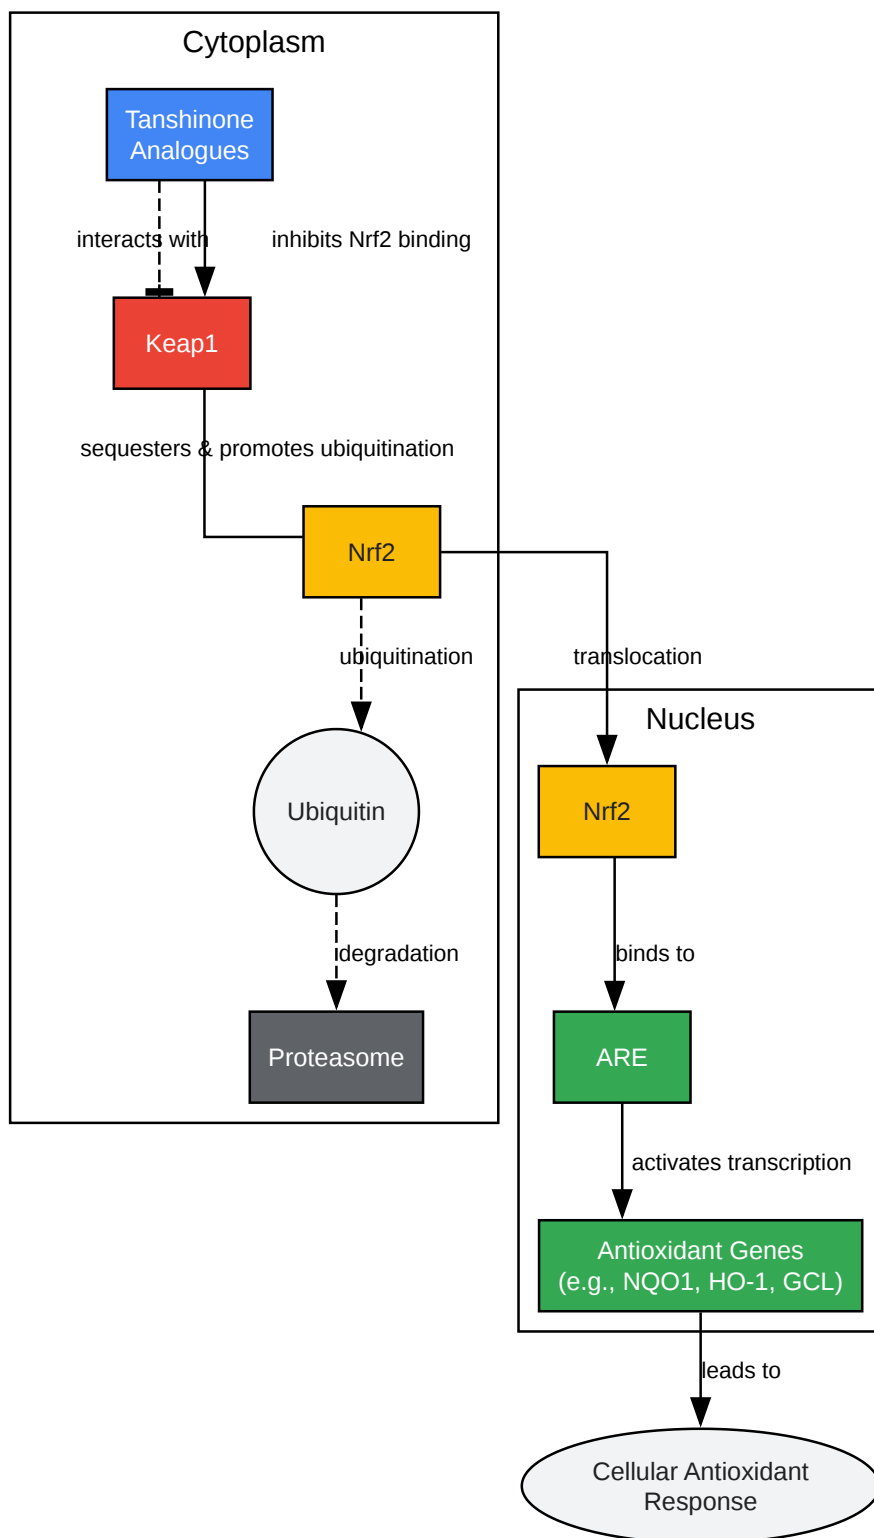 Cytoplasm
Tanshinone
Analogues
interacts with
inhibits Nrf2 binding
Keap1
sequesters & promotes ubiquitination
Nrf2
ubiquitination
translocation
Nucleus
Ubiquitin
Nrf2
degradation
binds to
Proteasome
ARE
activates transcription
Antioxidant Genes
(e.g., NQO1, HO-1, GCL)
leads to
Cellular Antioxidant
Response